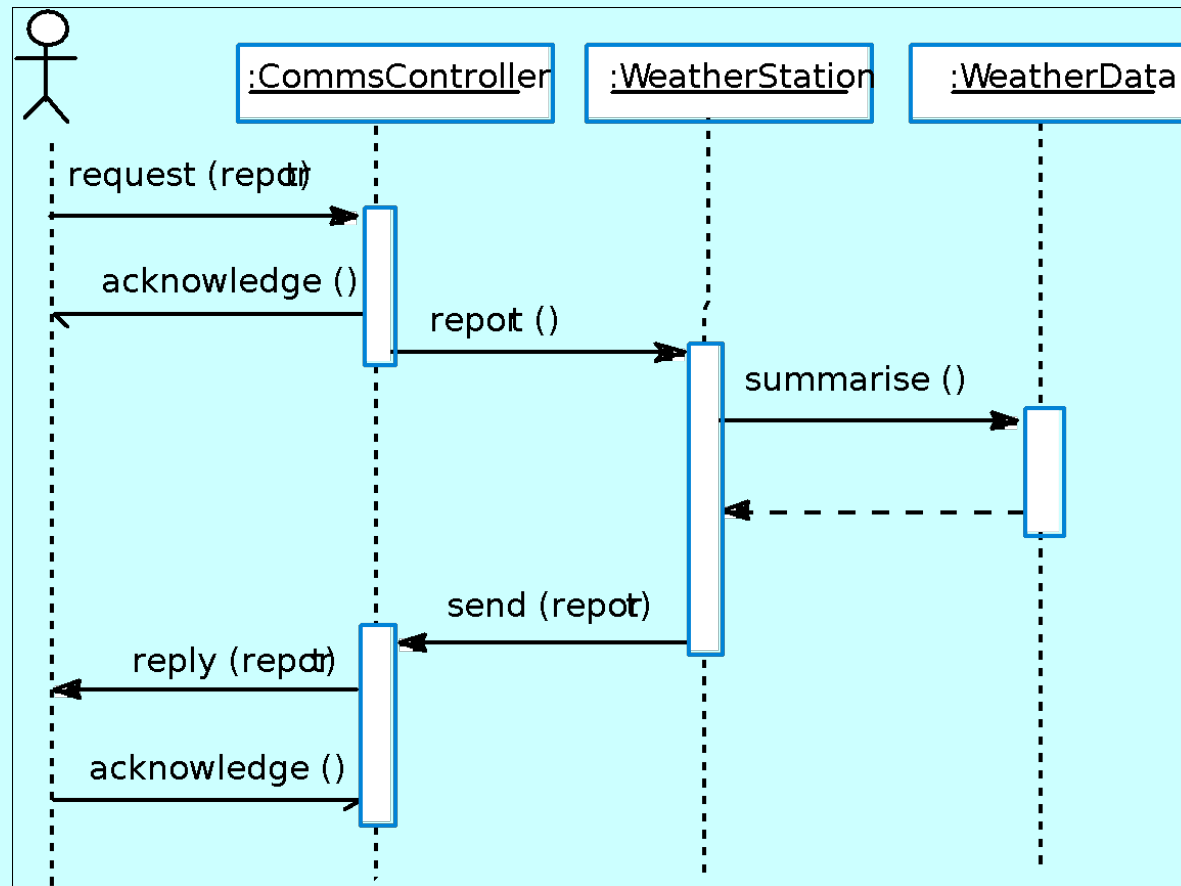 :CommsController
:WeatherStation
:WeatherData
request (report)
acknowledge ()
report ()
summarise ()
send (report)
reply (report)
acknowledge ()